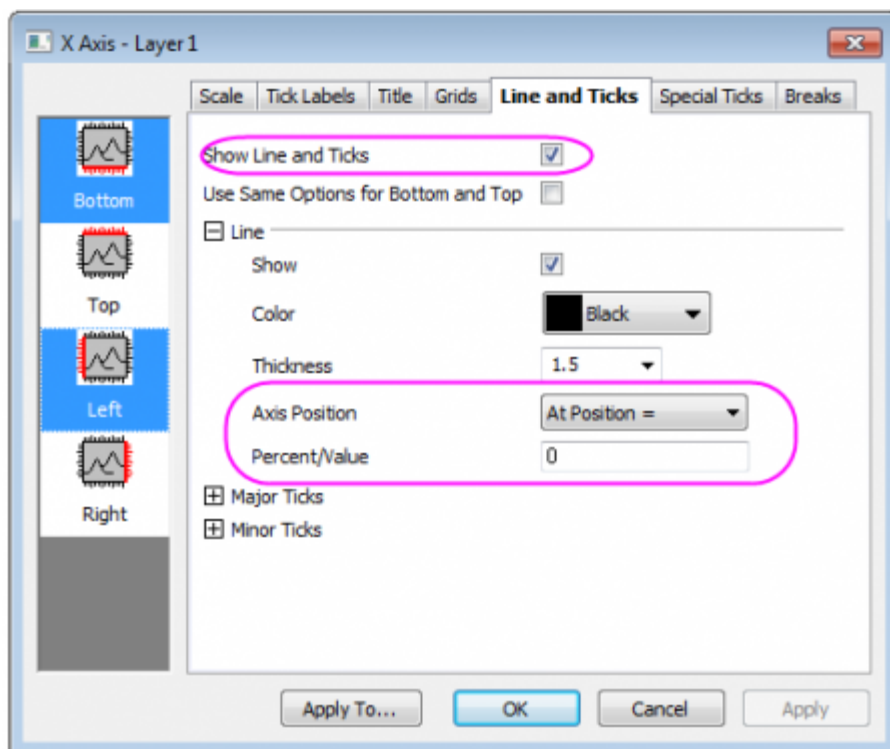 X Axis - Layer 1
Scale Tick Labels Title Grids Line and Ticks Special Ticks Breaks
Bottom
Top
Left
Right
Show Line and Ticks
Use Same Options for Bottom and Top
Line
Show
Color Black
Thickness 1.5
Axis Position At Position =
Percent/Value 0
Major Ticks
Minor Ticks
Apply To... OK Cancel Apply